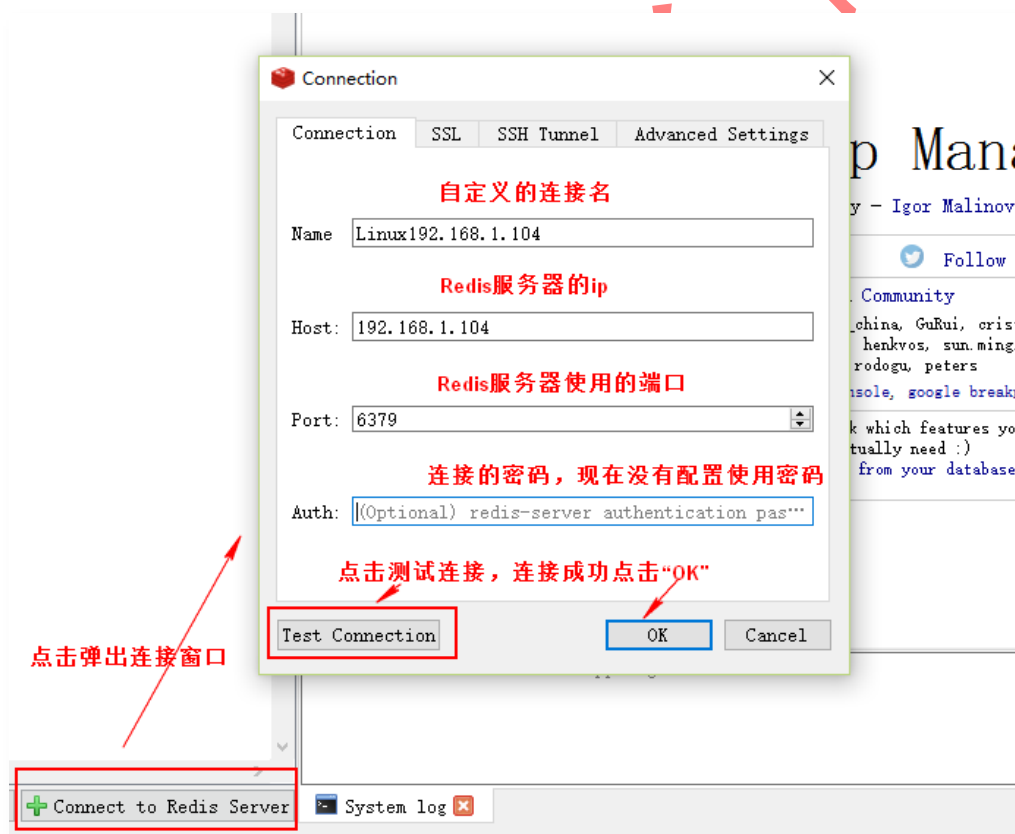 Connection
Connection SSL SSH Tunnel Advanced Settings
自定义的连接名
Name Linux192.168.1.104
Redis服务器的ip
Host: 192.168.1.104
Redis服务器使用的端口
Port: 6379
连接的密码，现在没有配置使用密码
Auth: (Optional) redis-server authentication pas…
点击测试连接，连接成功点击“OK”
Test Connection OK Cancel
点击弹出连接窗口
p Mana
y - Igor Malinov
Follow
Community
_china, GuRui, cris
henkvos, sun.ming.
rodogu, peters
nsole, google break
k which features yo
tually need :)
from your database
Connect to Redis Server
System log